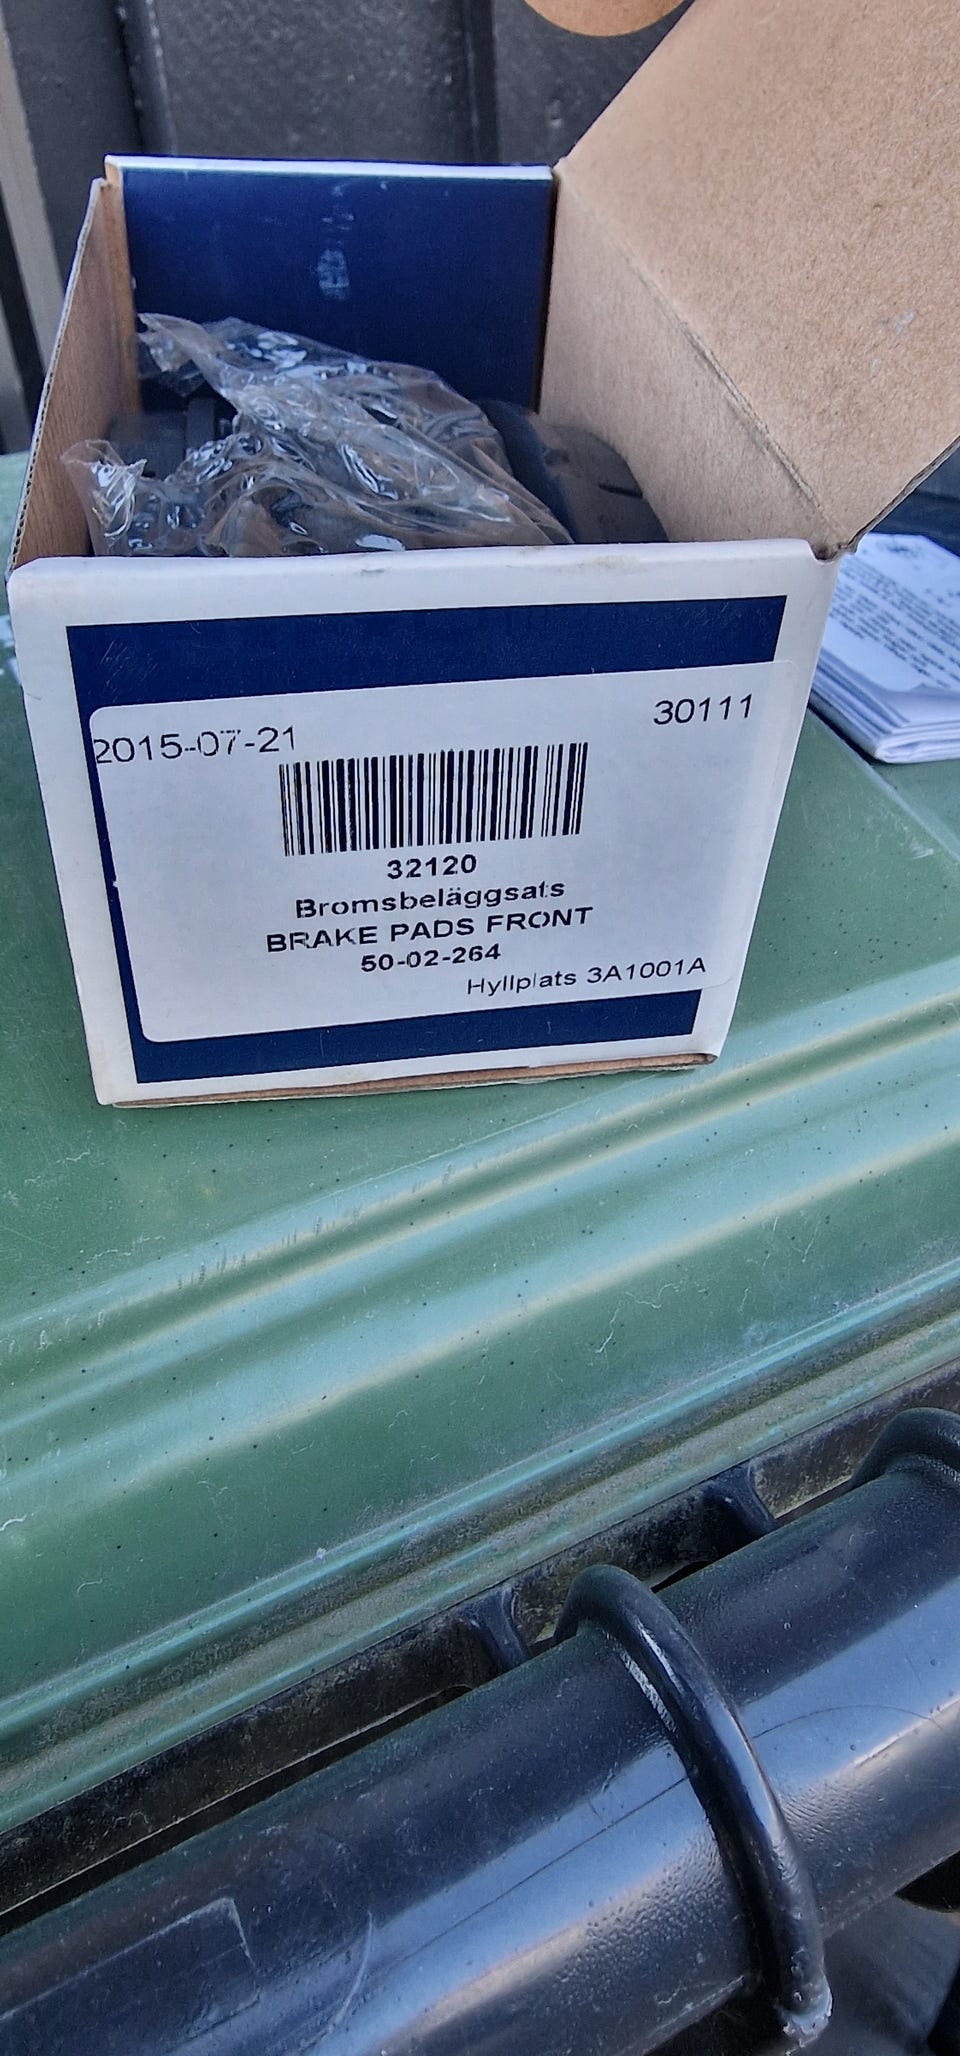 2015-07-21
30111
32120
Bromsbeläggsats
BRAKE PADS FRONT
50-02-264
Hyllplats 3A1001A